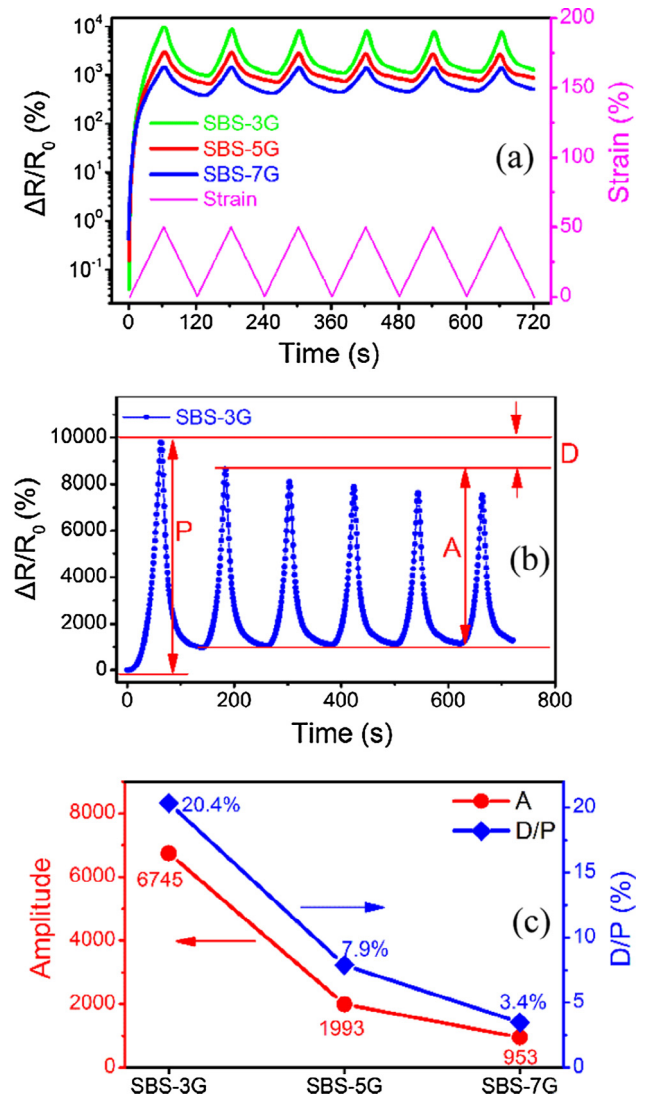 10⁴
10³
10²
10¹
10⁰
10⁻¹
ΔR/R₀ (%)
SBS-3G
SBS-5G
SBS-7G
Strain
(a)
200
150
100
50
0
Strain (%)
0 120 240 360 480 600 720
Time (s)
SBS-3G
10000
8000
6000
4000
2000
0
ΔR/R₀ (%)
P
A
D
(b)
0 200 400 600 800
Time (s)
8000
6000
4000
2000
0
Amplitude
20.4%
6745
7.9%
1993
3.4%
953
A
D/P
(c)
20
15
10
5
0
D/P (%)
SBS-3G SBS-5G SBS-7G